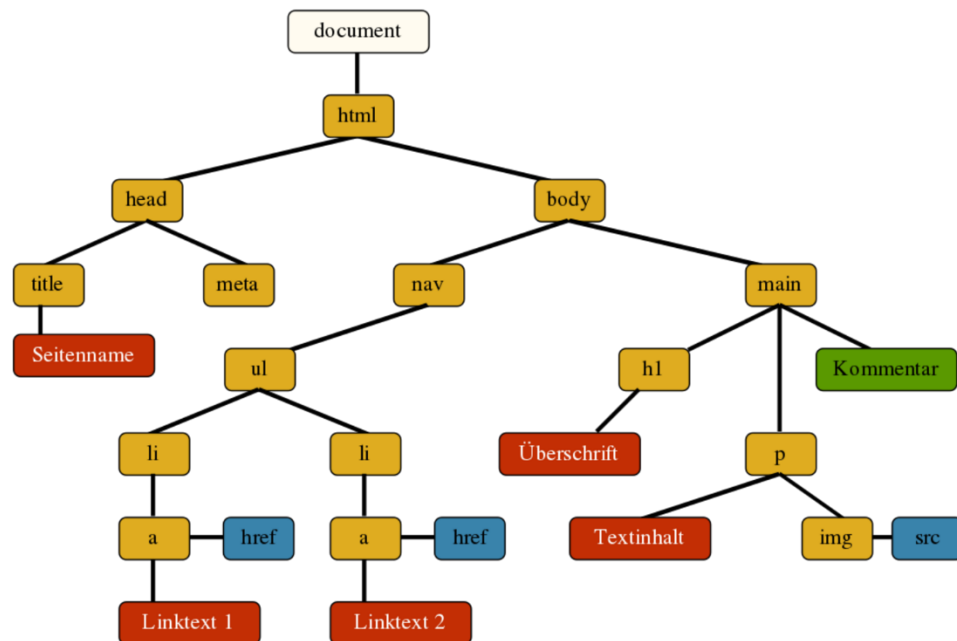 document
html
head
body
title
meta
nav
main
Seitenname
ul
h1
Kommentar
li
li
Überschrift
p
a
href
a
href
Textinhalt
img
src
Linktext 1
Linktext 2